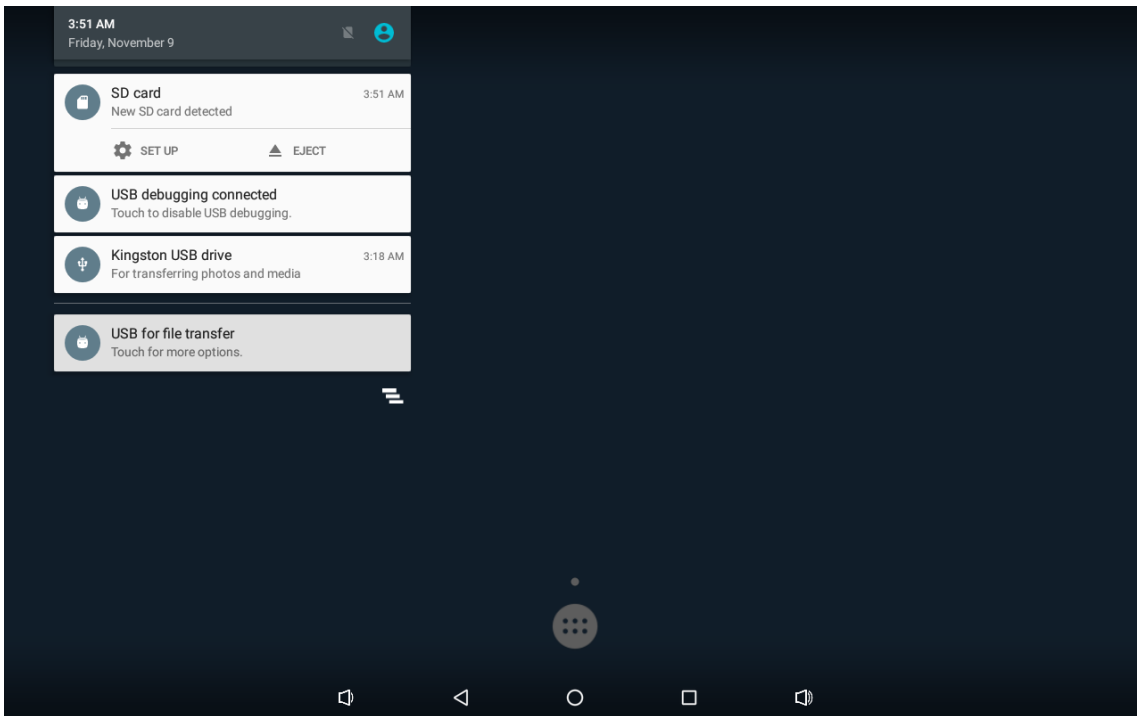 3:51 AM
Friday, November 9
SD card 3:51 AM
New SD card detected
SET UP EJECT
USB debugging connected
Touch to disable USB debugging.
Kingston USB drive 3:18 AM
For transferring photos and media
USB for file transfer
Touch for more options.